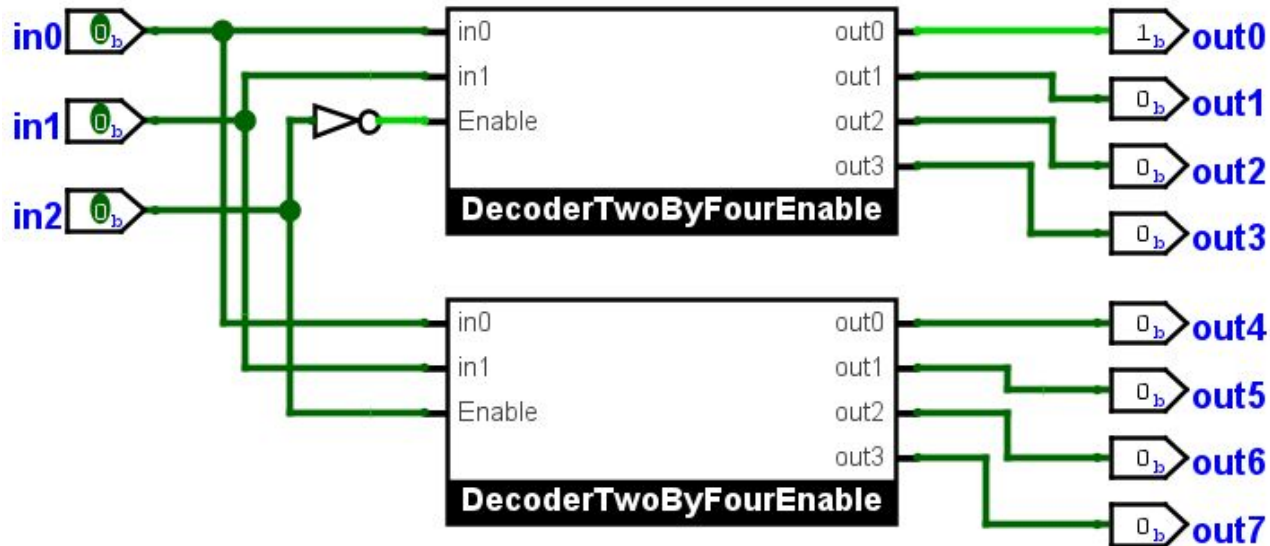 in0 0b in0 out0 1b out0
in1 out1 0b out1
in1 0b Enable out2
0b out2
out3
in2 0b DecoderTwoByFourEnable
0b out3
in0 out0 0b out4
in1 out1
0b out5
Enable out2
out3 0b out6
DecoderTwoByFourEnable
0b out7